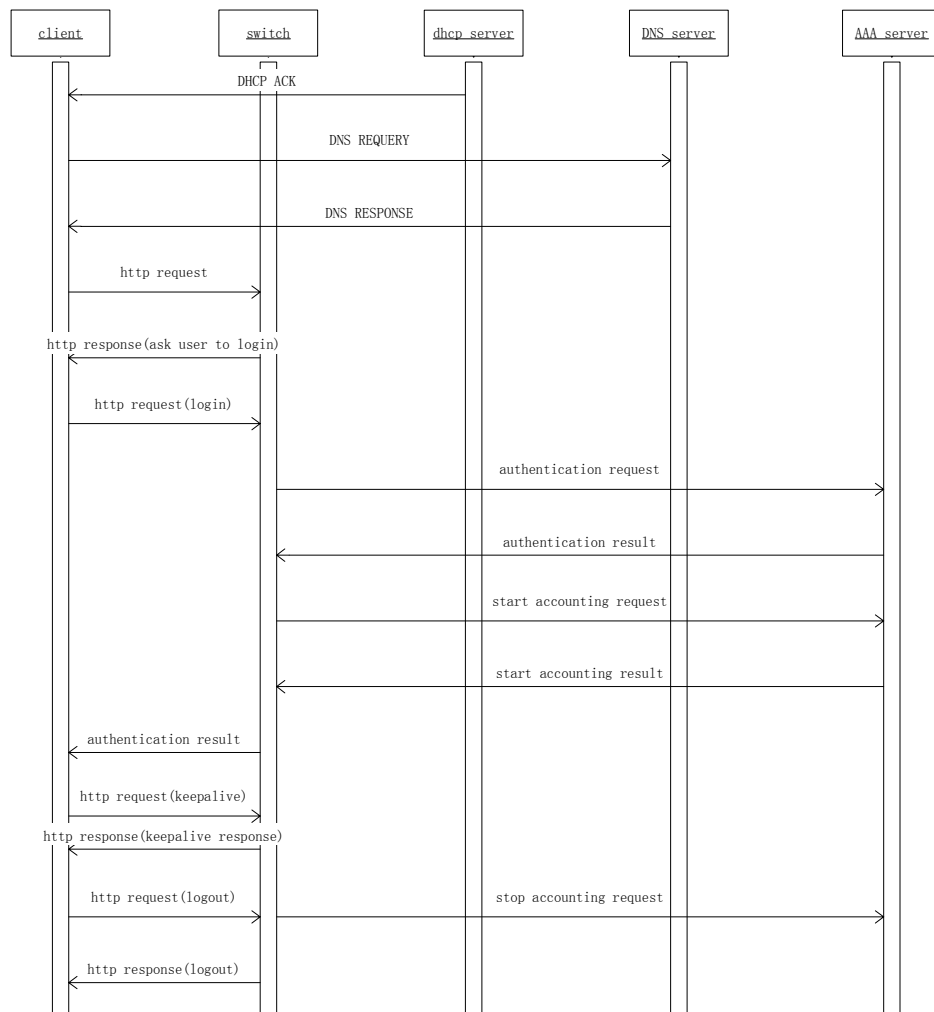 client
switch
dhcp server
DNS server
AAA server
DHCP ACK
DNS REQUERY
DNS RESPONSE
http request
http response(ask user to login)
http request(login)
authentication request
authentication result
start accounting request
start accounting result
authentication result
http request(keepalive)
http response(keepalive response)
http request(logout)
stop accounting request
http response(logout)